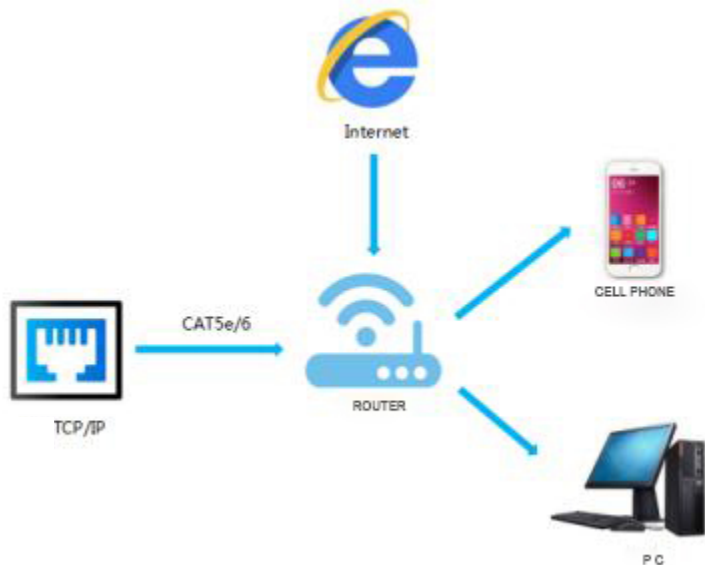 Internet
CELL PHONE
CAT5e/6
ROUTER
TCP/IP
PC